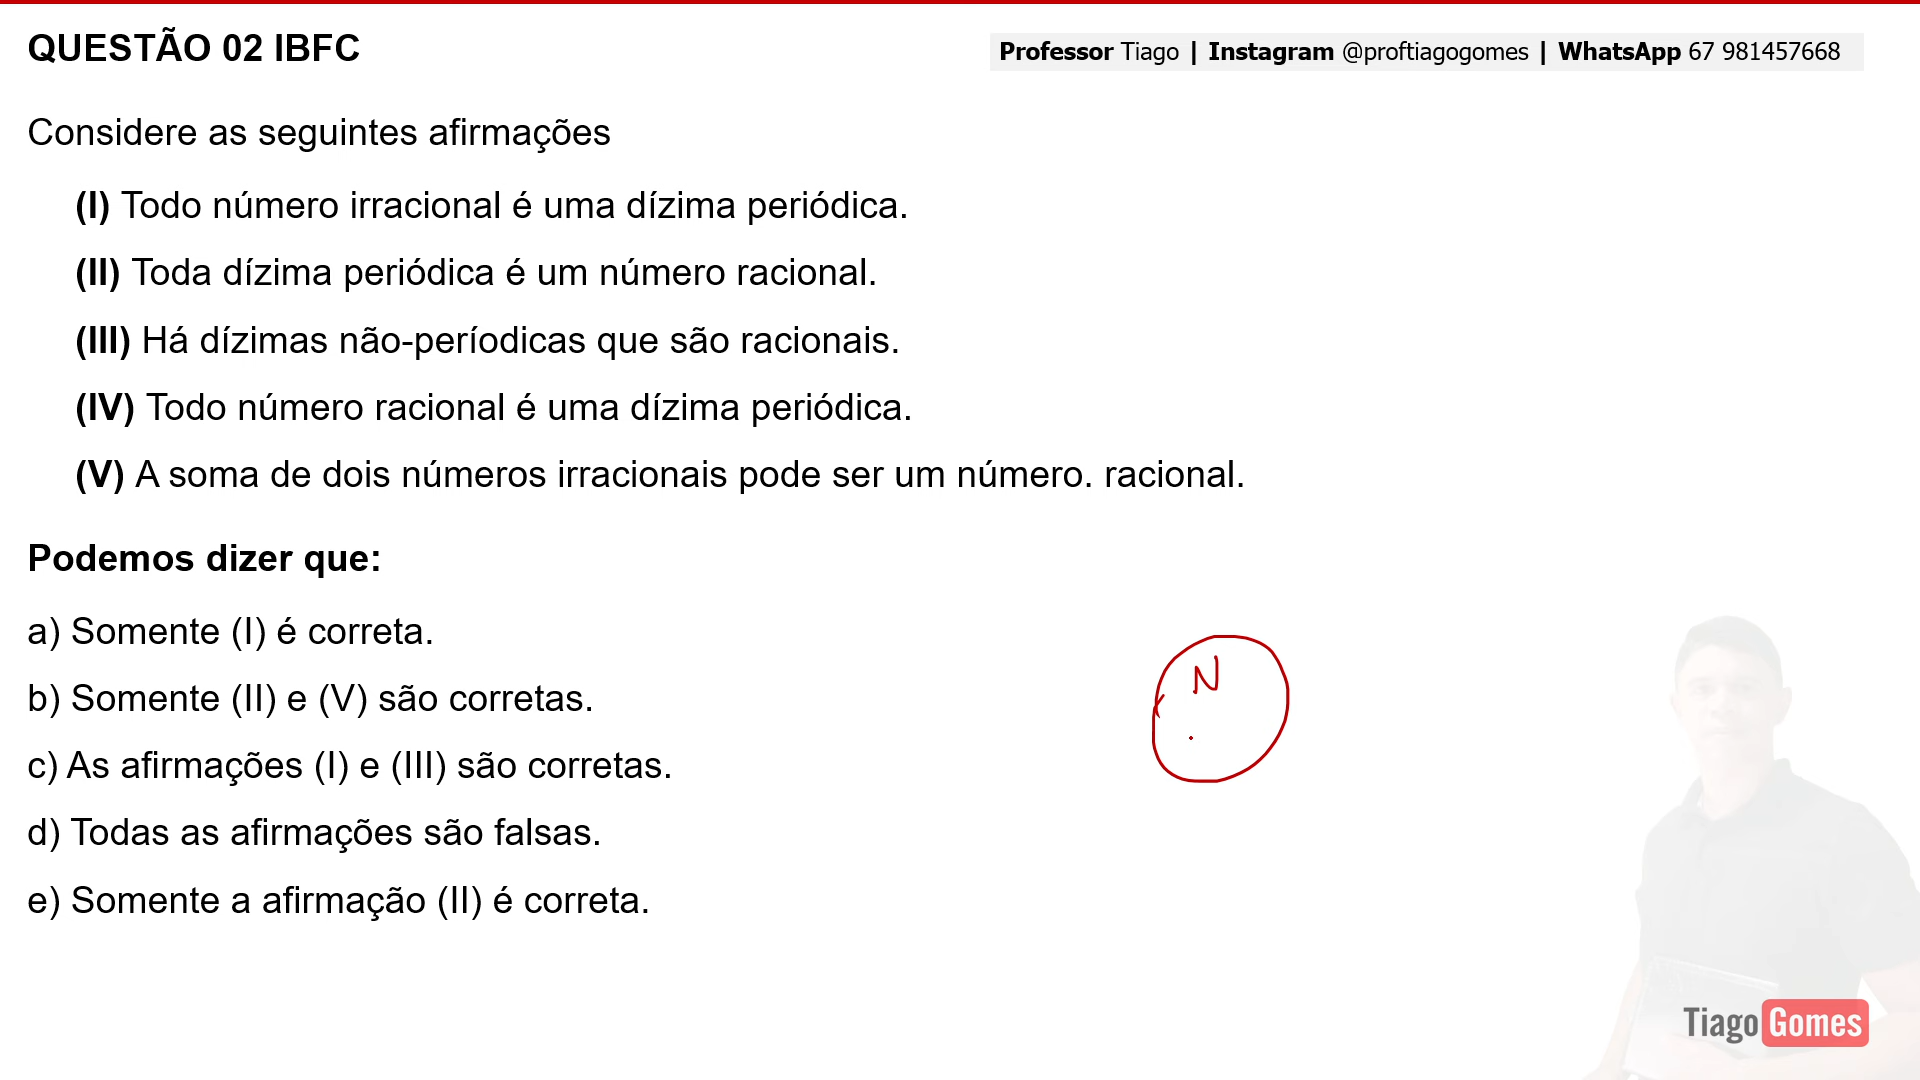 QUESTÃO 02 IBFC
Professor Tiago | Instagram @proftiagogomes | WhatsApp 67 981457668
Considere as seguintes afirmações
(I) Todo número irracional é uma dízima periódica.
(II) Toda dízima periódica é um número racional.
(III) Há dízimas não-períodicas que são racionais.
(IV) Todo número racional é uma dízima periódica.
(V) A soma de dois números irracionais pode ser um número. racional.
Podemos dizer que:
a) Somente (I) é correta.
b) Somente (II) e (V) são corretas.
c) As afirmações (I) e (III) são corretas.
d) Todas as afirmações são falsas.
e) Somente a afirmação (II) é correta.
N
Tiago Gomes